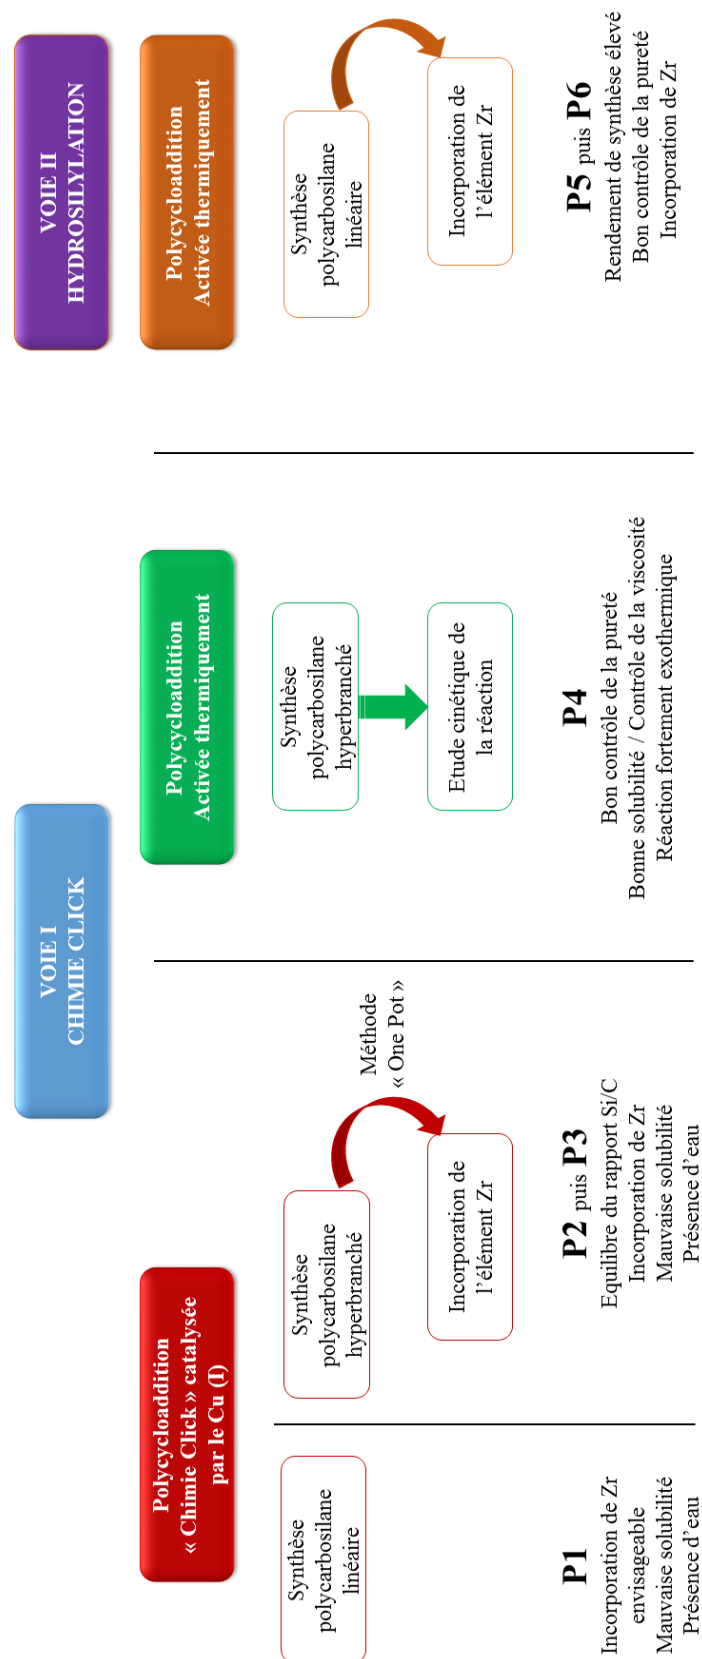 VOIE I
CHIMIE CLICK
VOIE II
HYDROSILYLATION
Polycycloaddition
« Chimie Click » catalysée
par le Cu (I)
Polycycloaddition
Activée thermiquement
Polycycloaddition
Activée thermiquement
Synthèse
polycarbosilane
linéaire
Synthèse
polycarbosilane
hyperbranché
Méthode
« One Pot »
Incorporation de
l'élément Zr
Synthèse
polycarbosilane
hyperbranché
Etude cinétique de
la réaction
Synthèse
polycarbosilane
linéaire
Incorporation de
l'élément Zr
P1
Incorporation de Zr
envisageable
Mauvaise solubilité
Présence d'eau
P2 puis P3
Equilibre du rapport Si/C
Incorporation de Zr
Mauvaise solubilité
Présence d'eau
P4
Bon contrôle de la pureté
Bonne solubilité / Contrôle de la viscosité
Réaction fortement exothermique
P5 puis P6
Rendement de synthèse élevé
Bon contrôle de la pureté
Incorporation de Zr